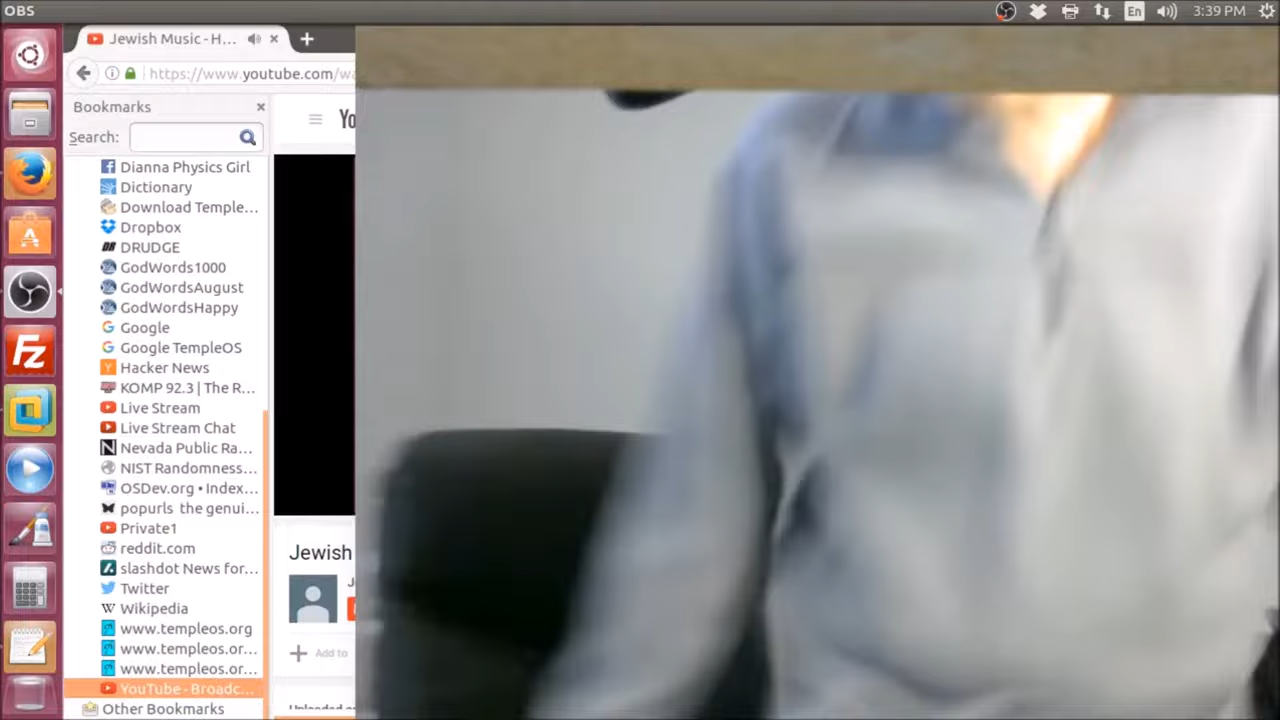 OBS
En
3:39 PM
Jewish Music - H...
https://www.youtube.com/wa
Bookmarks
Search:
Yo
Dianna Physics Girl
Dictionary
Download Temple...
Dropbox
DRUDGE
GodWords1000
GodWordsAugust
GodWordsHappy
Google
Google TempleOS
Hacker News
KOMP 92.3 | The R...
Live Stream
Live Stream Chat
Nevada Public Ra...
NIST Randomness...
OSDev.org • Index...
popurls the genui...
Private1
reddit.com
slashdot News for...
Twitter
Wikipedia
www.templeos.org
www.templeos.or...
www.templeos.or...
YouTube - Broadc...
Other Bookmarks
Jewish
Add to